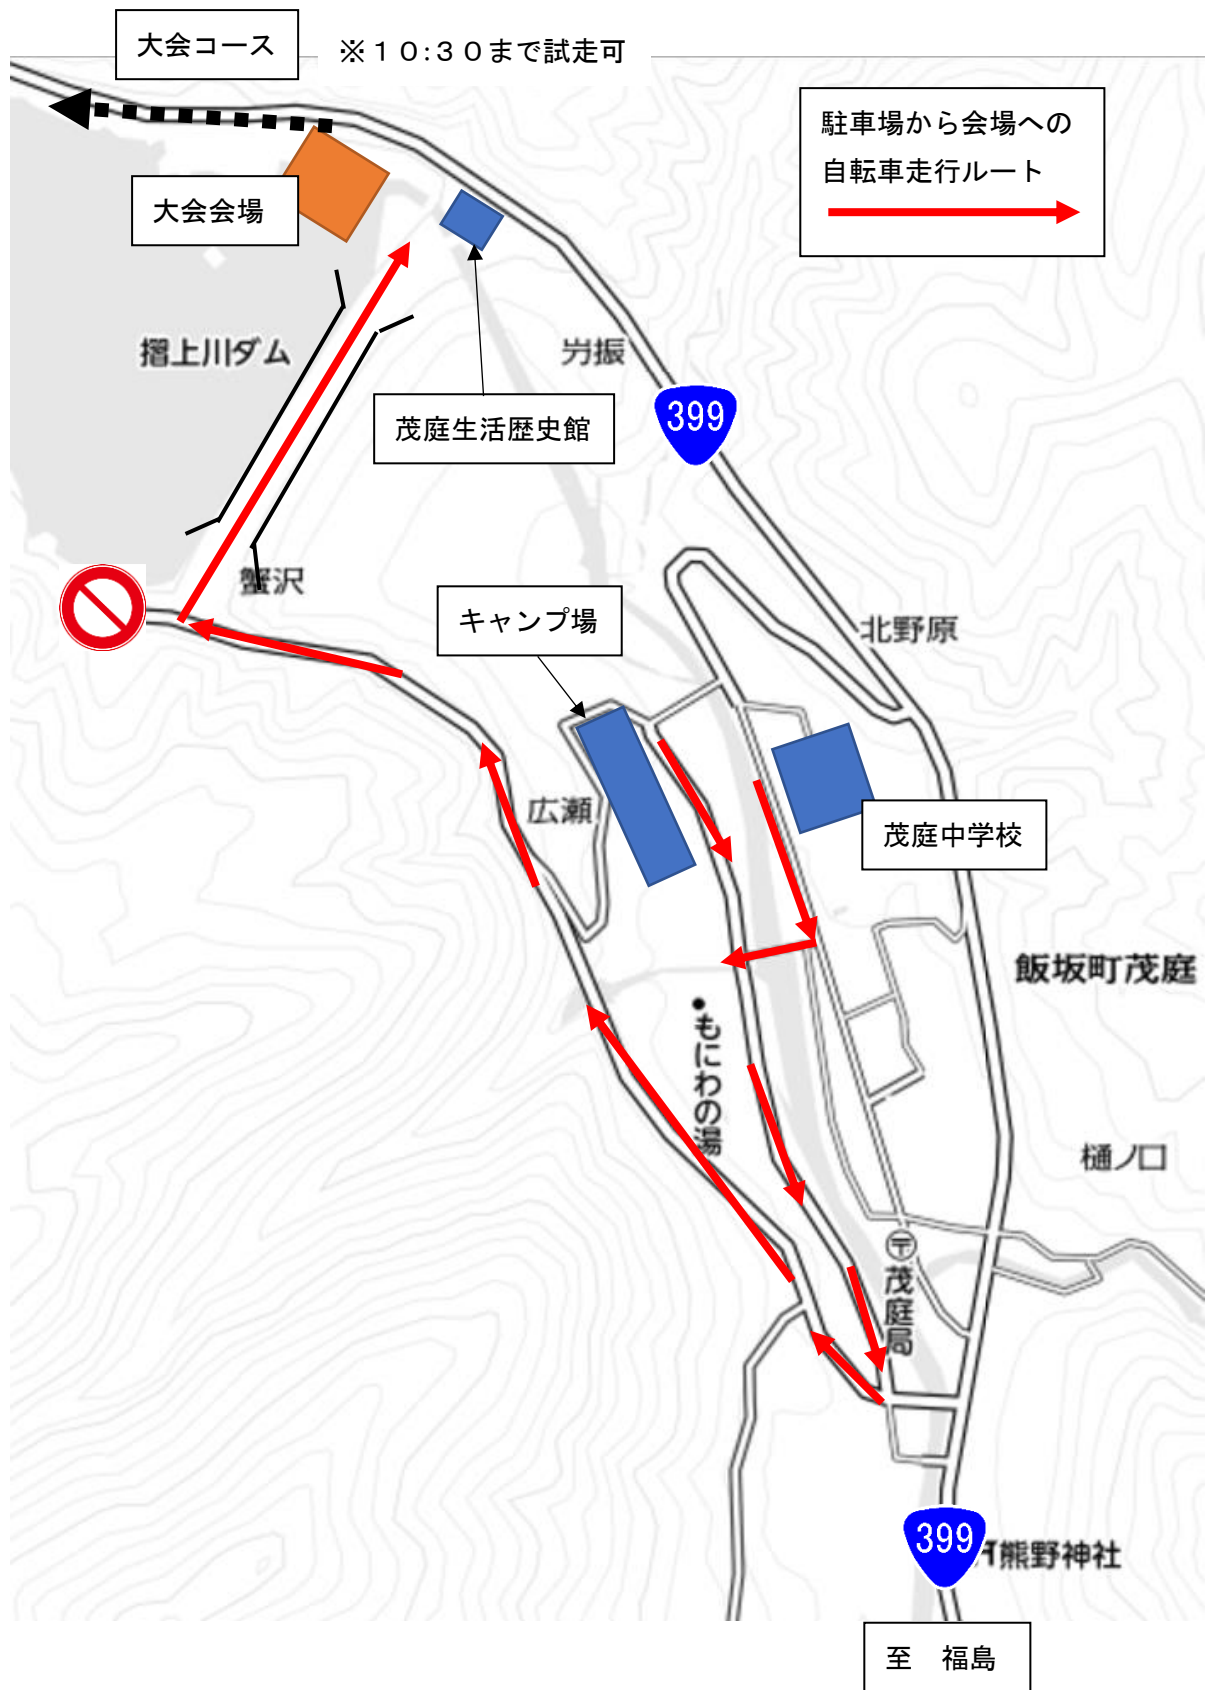 大会コース
※１０:３０まで試走可
駐車場から会場への
自転車走行ルート
大会会場
摺上川ダム
茂庭生活歴史館
399
蟹沢
キャンプ場
北野原
広瀬
茂庭中学校
飯坂町茂庭
もにわの湯
樋ノ口
〒茂庭局
399
熊野神社
至　福島